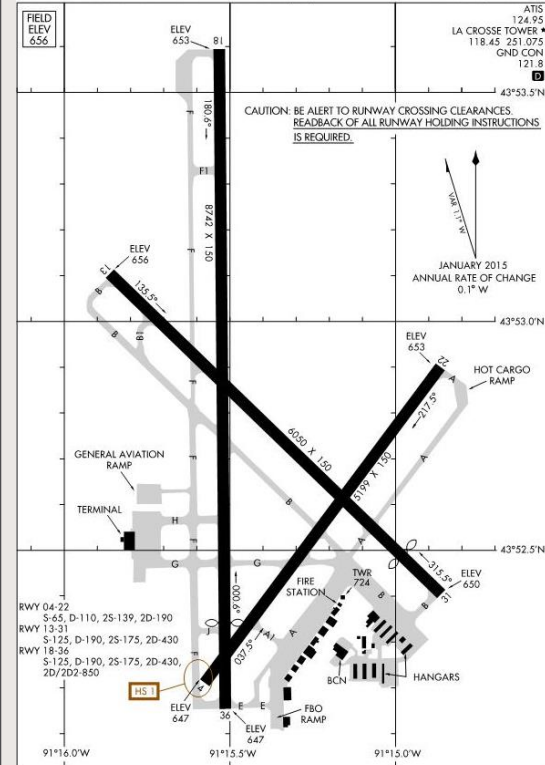 FIELD
ELEV
656
ATIS
124.95
LA CROSSE TOWER ★
118.45 251.075
GND CON
121.8
D
43°53.5'N
CAUTION: BE ALERT TO RUNWAY CROSSING CLEARANCES.
READBACK OF ALL RUNWAY HOLDING INSTRUCTIONS
IS REQUIRED.
ELEV
653
18
180.6°
F
F1
8742 X 150
F
VAR 1.1° W
JANUARY 2015
ANNUAL RATE OF CHANGE
0.1° W
ELEV
656
13
135.5°
B
B
B1
43°53.0'N
ELEV
653
22
A
HOT CARGO
RAMP
217.5°
F
6050 X 150
5199 X 150
A
GENERAL AVIATION
RAMP
F
B
TERMINAL
H
F
A
G
G
43°52.5'N
315.5°
ELEV
650
31
B
B
FIRE
STATION
TWR
724
RWY 04-22
S-65, D-110, 2S-139, 2D-190
RWY 13-31
S-125, D-190, 2S-175, 2D-430
RWY 18-36
S-125, D-190, 2S-175, 2D-430,
2D/2D2-850
000.6°
J
037.5°
A1
A
F
HS 1
4
ELEV
647
36
E
E
ELEV
647
FBO
RAMP
BCN
HANGARS
91°16.0'W
91°15.5'W
91°15.0'W